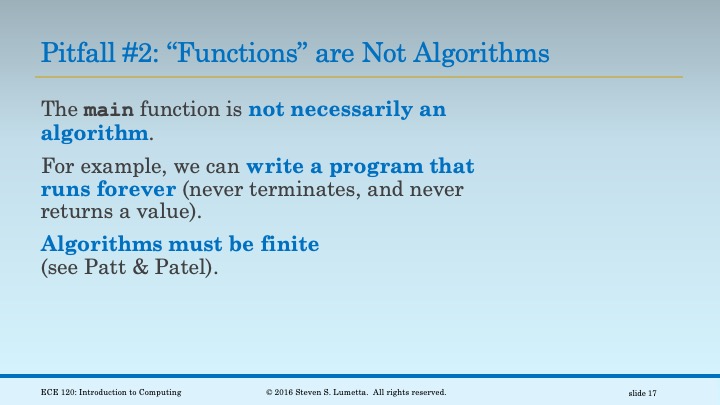 Pitfall #2: “Functions” are Not Algorithms
The main function is not necessarily an
algorithm.
For example, we can write a program that
runs forever (never terminates, and never
returns a value).
Algorithms must be finite
(see Patt & Patel).
ECE 120: Introduction to Computing
© 2016 Steven S. Lumetta.  All rights reserved.
slide 17